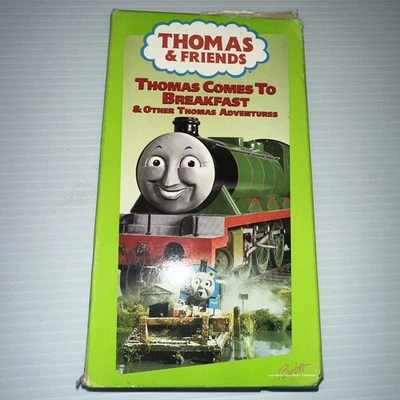 THOMAS
& FRIENDS
THOMAS COMES TO
BREAKFAST
& OTHER THOMAS ADVENTURES